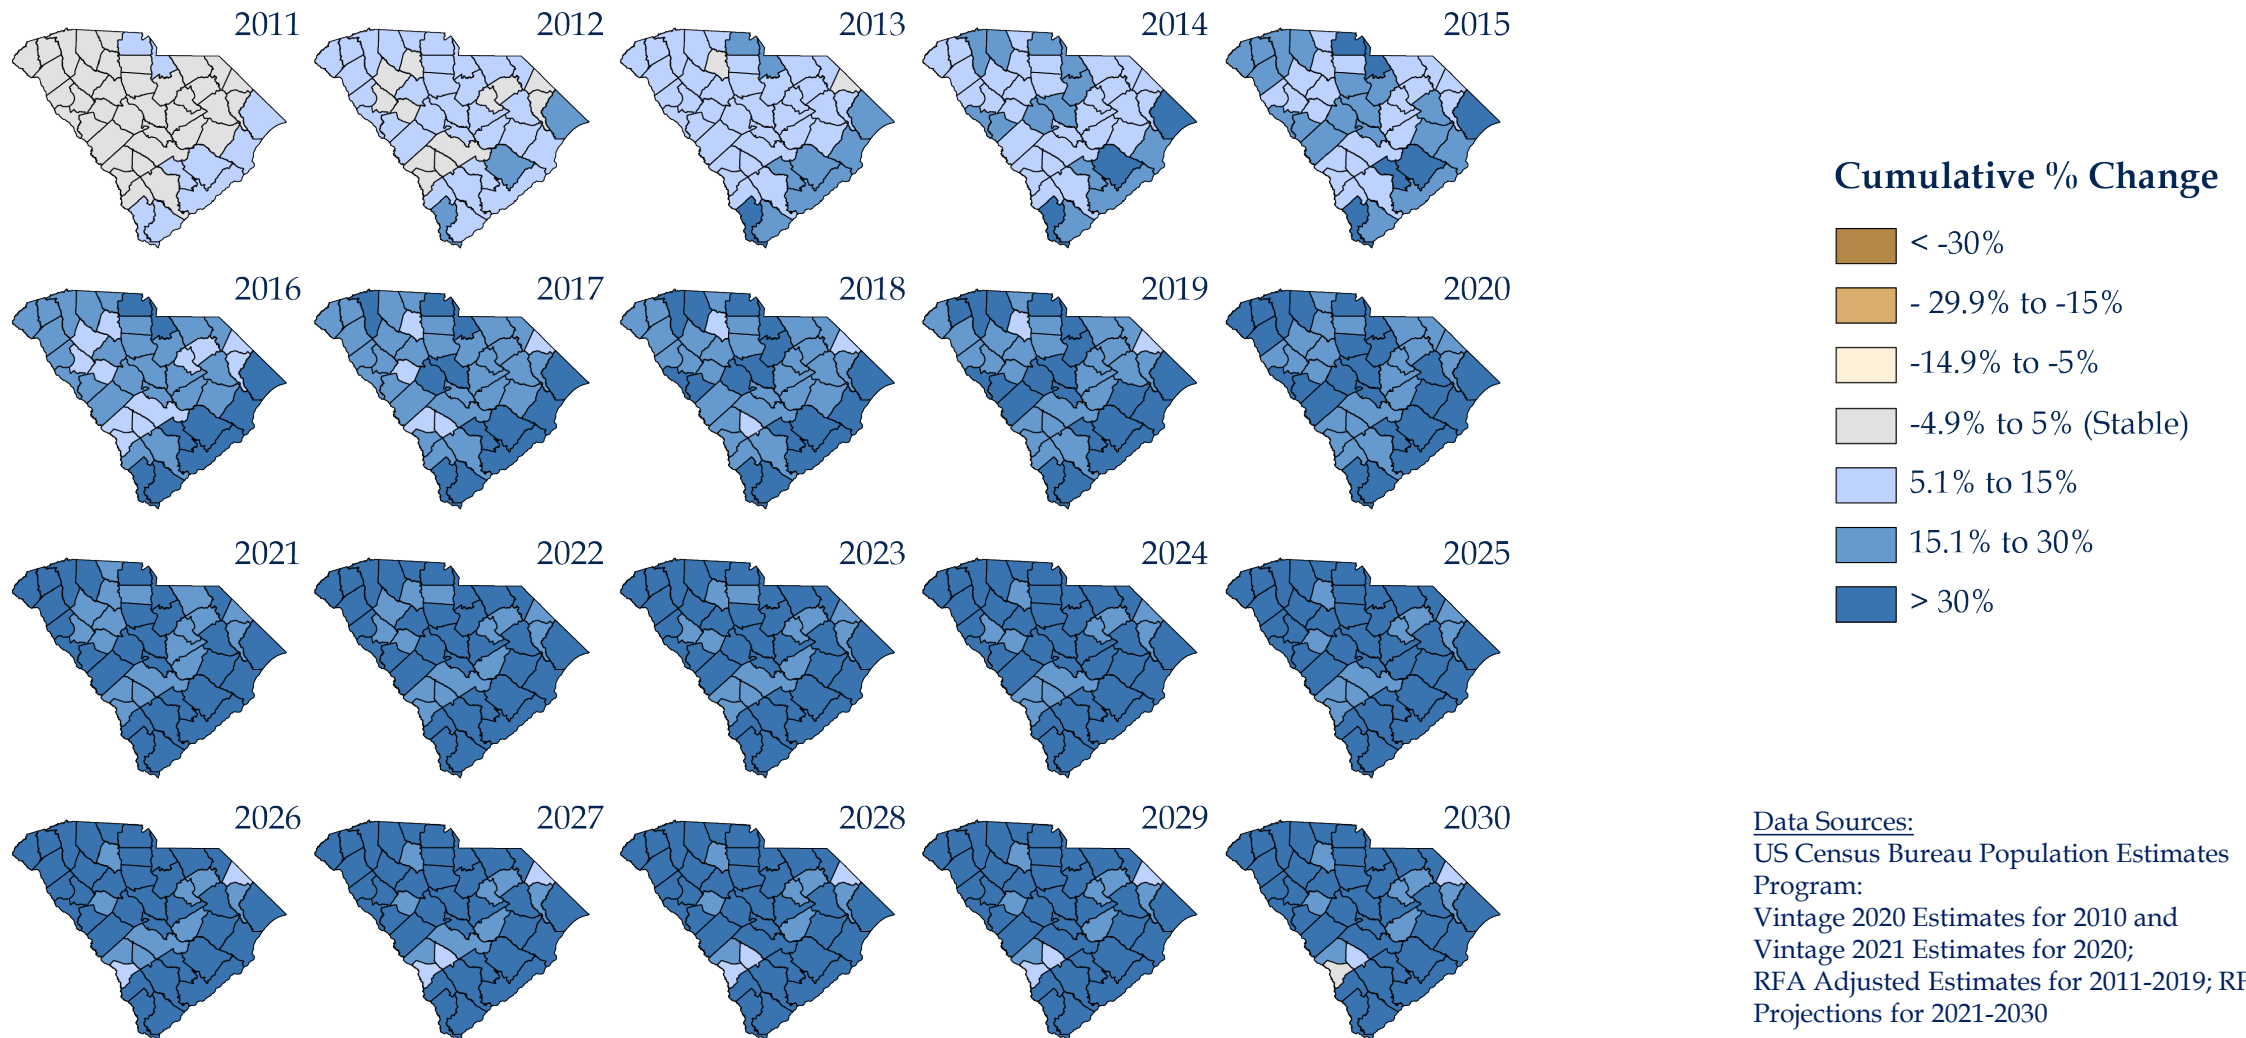 2011
2012
2013
2014
2015
2016
2017
2018
2019
2020
2021
2022
2023
2024
2025
2026
2027
2028
2029
2030
Cumulative % Change
< -30%
- 29.9% to -15%
-14.9% to -5%
-4.9% to 5% (Stable)
5.1% to 15%
15.1% to 30%
> 30%
Data Sources:
US Census Bureau Population Estimates
Program:
Vintage 2020 Estimates for 2010 and
Vintage 2021 Estimates for 2020;
RFA Adjusted Estimates for 2011-2019;
Projections for 2021-2030